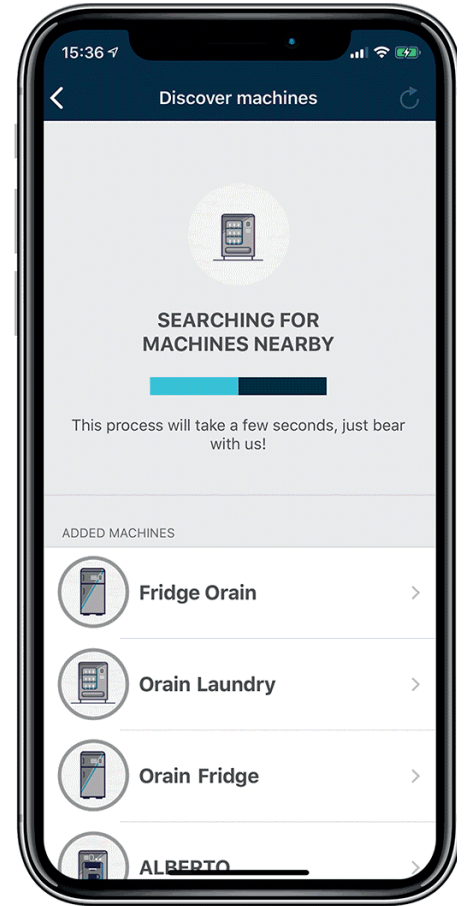 15:36
Discover machines
SEARCHING FOR
MACHINES NEARBY
This process will take a few seconds, just bear
with us!
ADDED MACHINES
Fridge Orain
Orain Laundry
Orain Fridge
ALBERTO